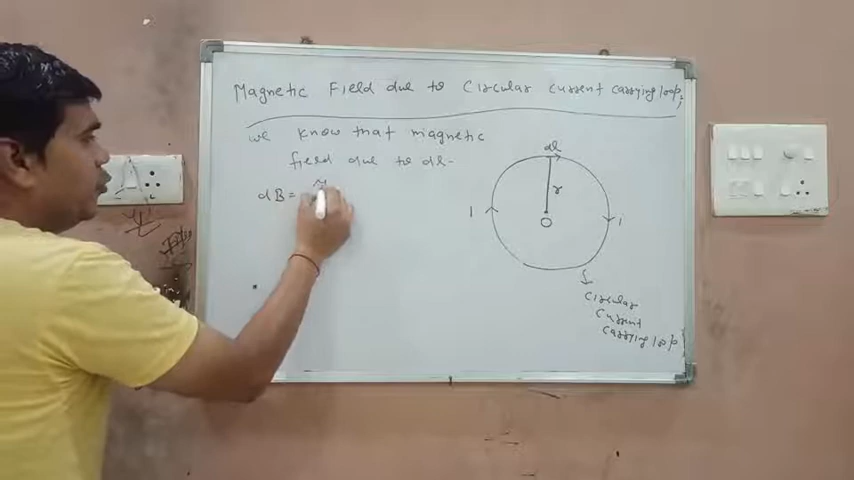 Magnetic Field due to Circular current carrying loop;
we know that magnetic
field due to dl-
dB =
dl
r
O
I
i
circular
current
carrying loop